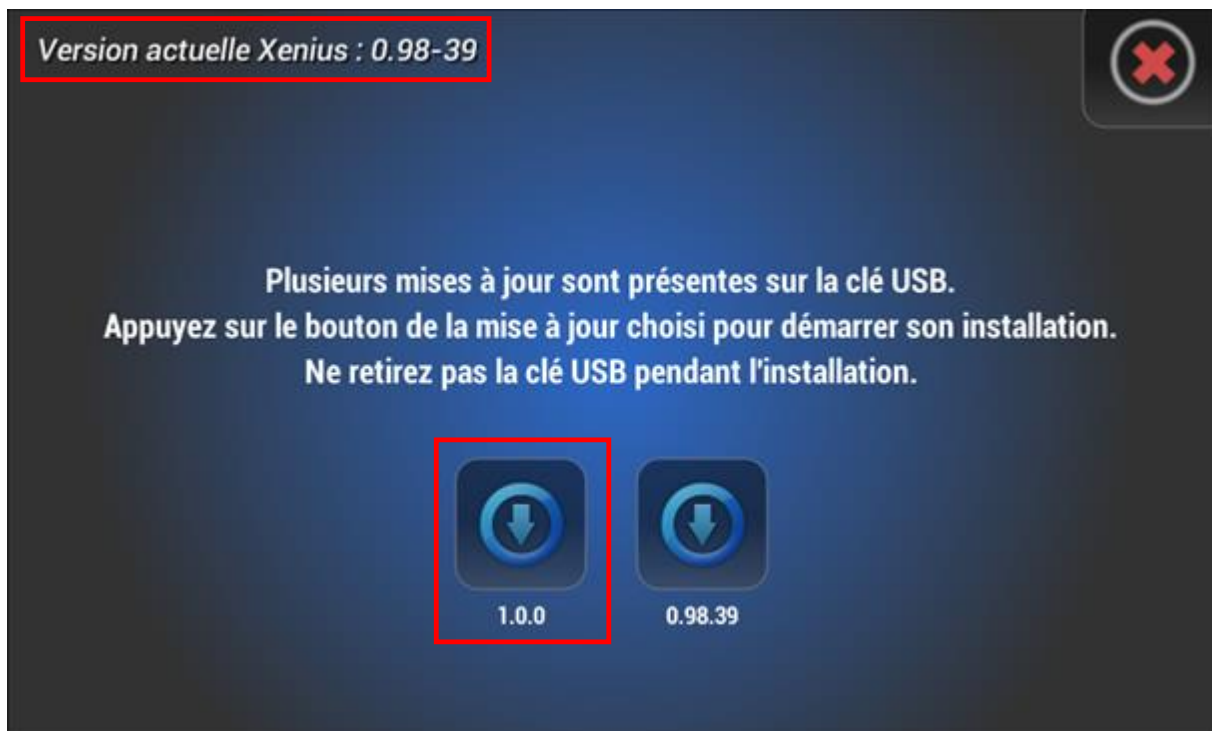 Version actuelle Xenius : 0.98-39
Plusieurs mises à jour sont présentes sur la clé USB.
Appuyez sur le bouton de la mise à jour choisi pour démarrer son installation.
Ne retirez pas la clé USB pendant l'installation.
1.0.0
0.98.39